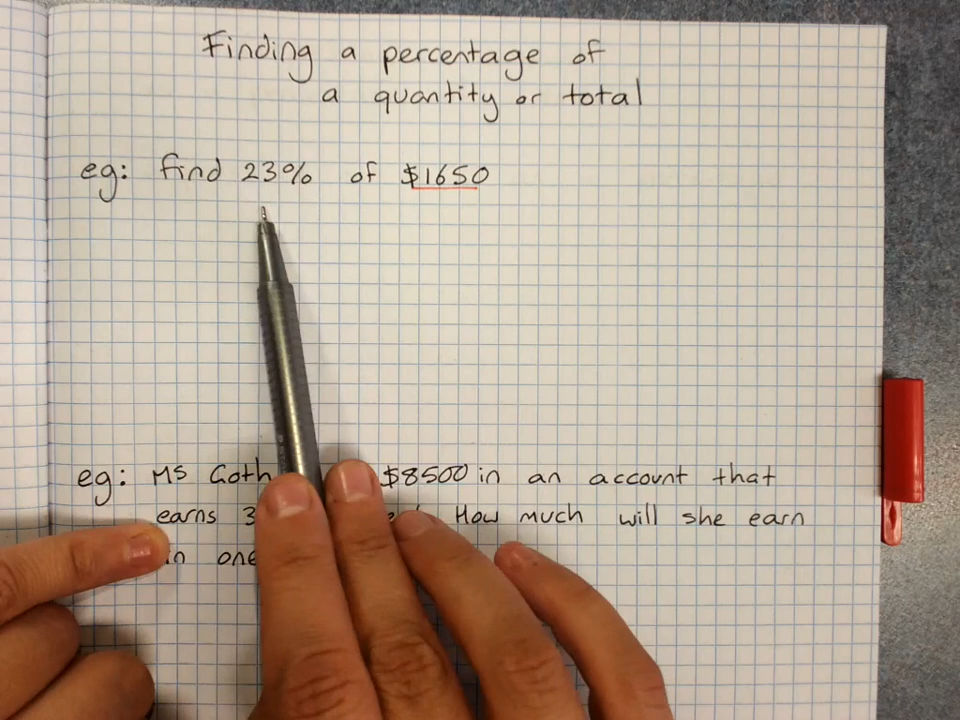 Finding a percentage of
a quantity or total
eg: find 23% of $1650
eg: Ms Goth $8500 in an account that
earns 3 How much will she earn
in one